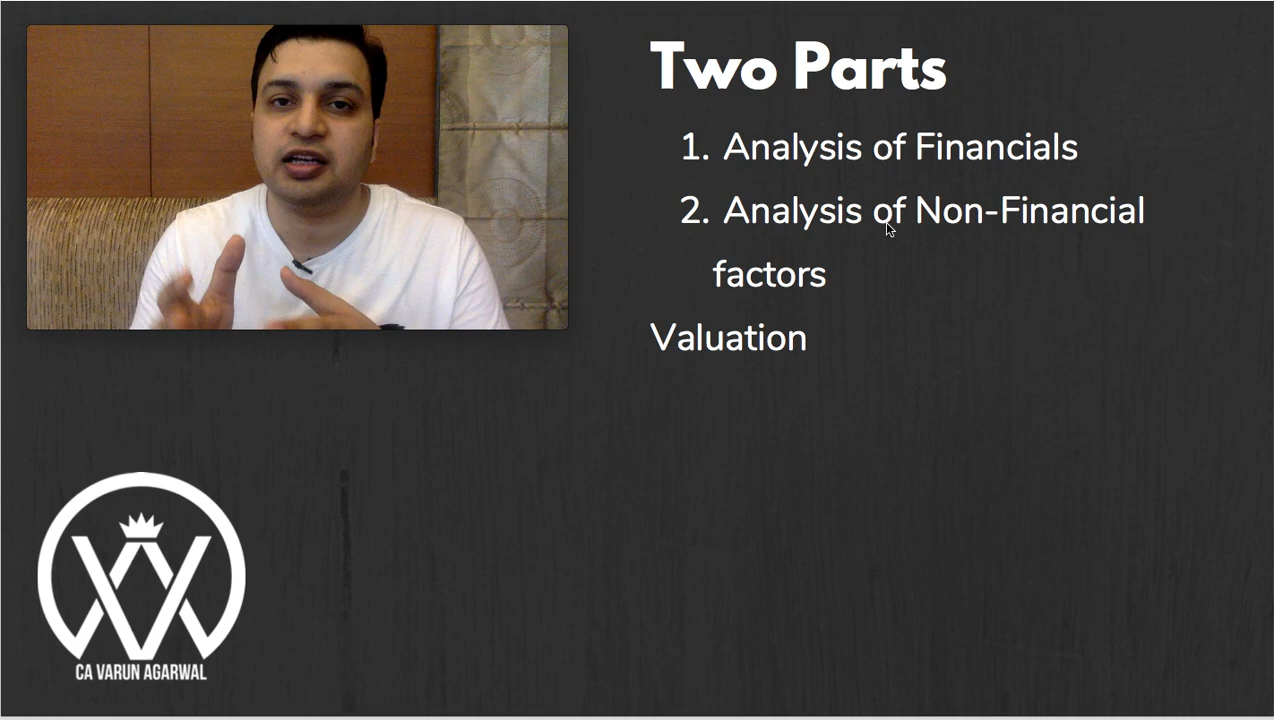 Two Parts
1. Analysis of Financials
2. Analysis of Non-Financial
factors
Valuation
CA VARUN AGARWAL